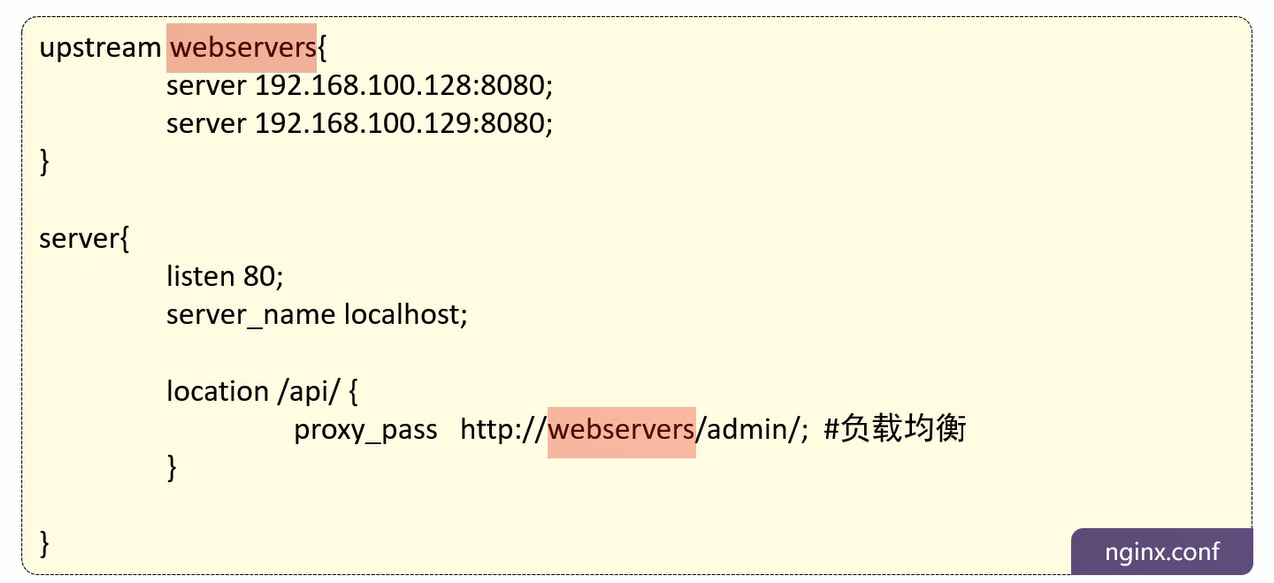 upstream webservers{
server 192.168.100.128:8080;
server 192.168.100.129:8080;
}
server{
listen 80;
server_name localhost;
location /api/ {
proxy_pass http://webservers/admin/; #负载均衡
}
}
nginx.conf